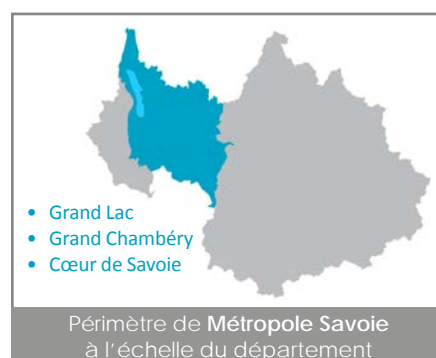 • Grand Lac
• Grand Chambéry
• Cœur de Savoie
Périmètre de Métropole Savoie
à l'échelle du département